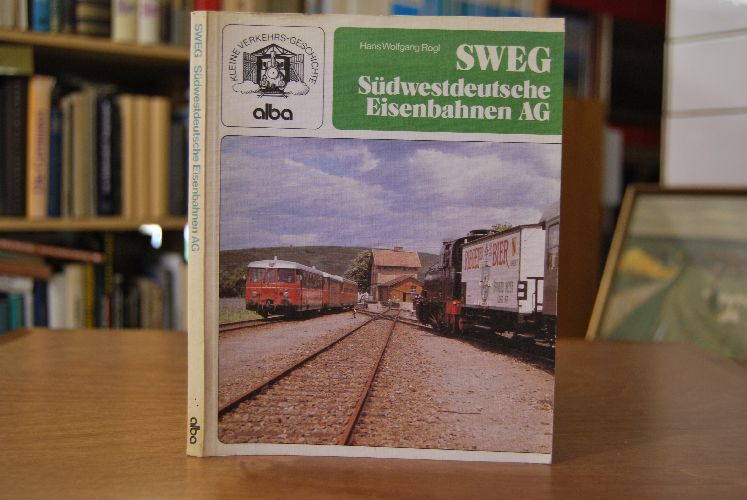 SWEG Südwestdeutsche Eisenbahnen AG
alba
KLEINE VERKEHRS-GESCHICHTE
alba
Hans Wolfgang Rogl
SWEG
Südwestdeutsche
Eisenbahnen AG
BIER